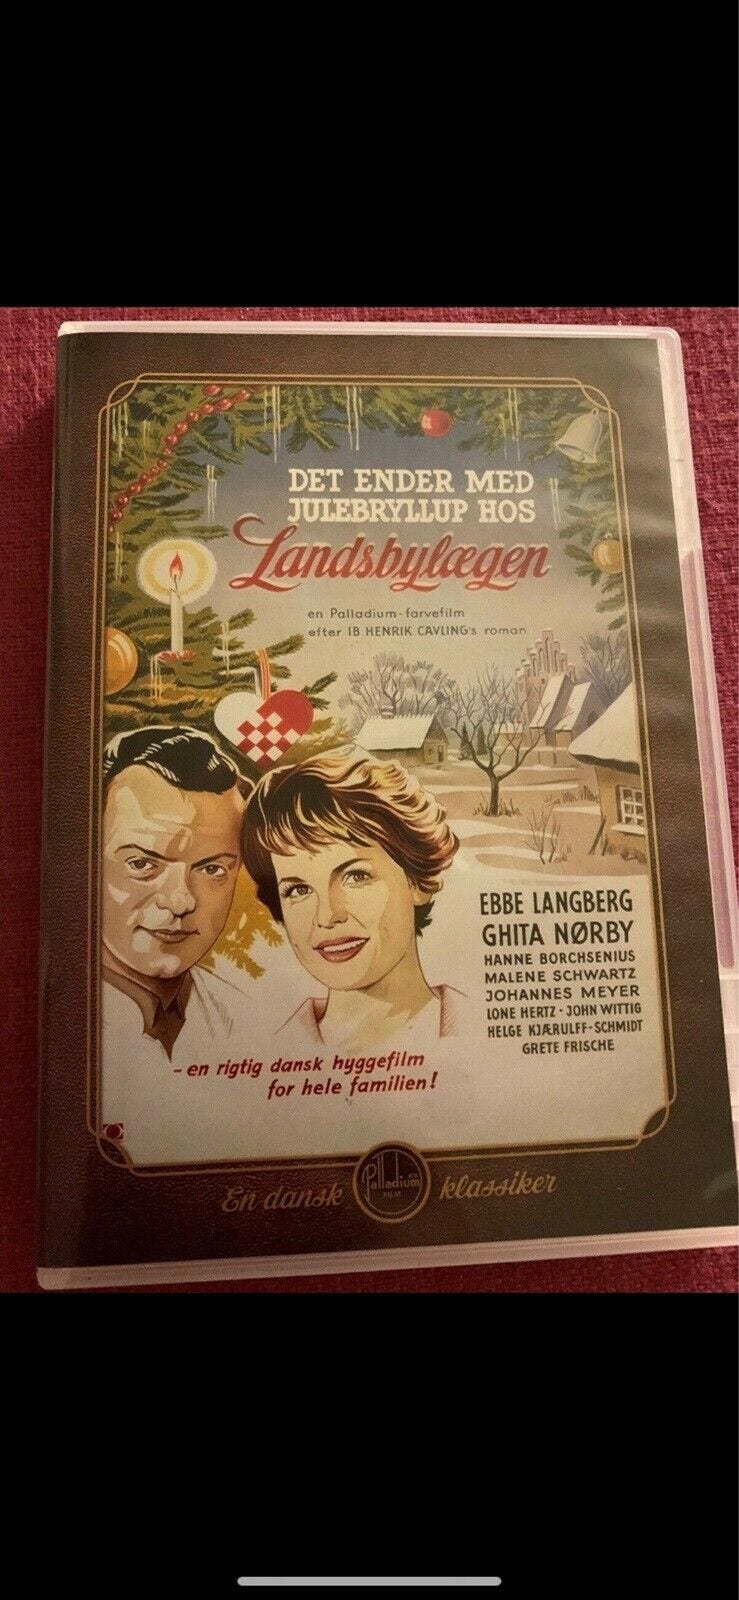 DET ENDER MED
JULEBRYLLUP HOS
Landsbylægen
en Palladium-farvefilm
efter IB HENRIK CAVLING's roman
EBBE LANGBERG
GHITA NØRBY
HANNE BORCHSENIUS
MALENE SCHWARTZ
JOHANNES MEYER
LONE HERTZ · JOHN WITTIG
HELGE KJÆRULFF-SCHMIDT
GRETE FRISCHE
- en rigtig dansk hyggefilm
for hele familien!
En dansk Palladium klassiker
FILM